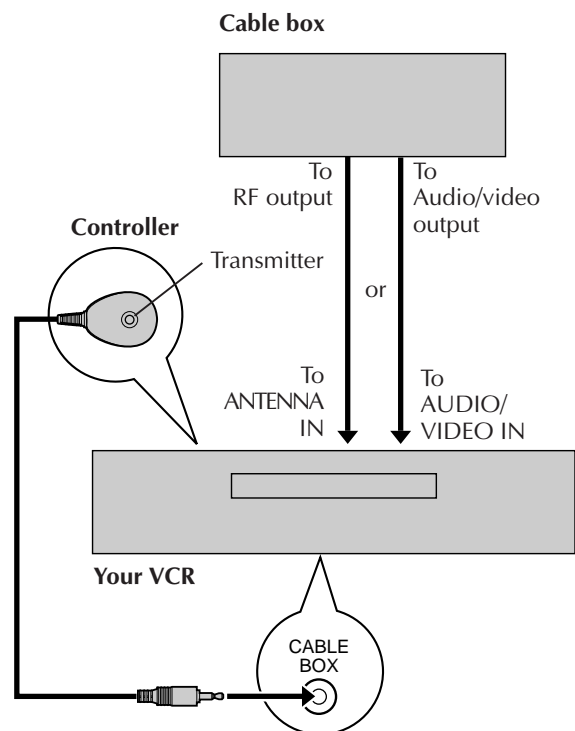 Cable box
To
RF output
To
Audio/video
output
Controller
Transmitter
or
To
ANTENNA
IN
To
AUDIO/
VIDEO IN
Your VCR
CABLE
BOX